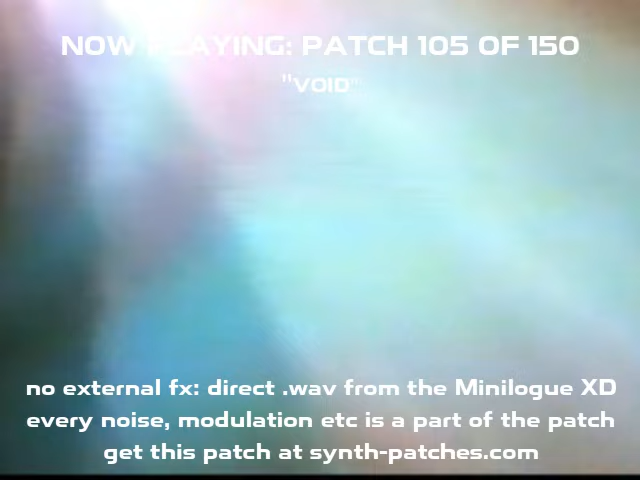 NOW PLAYING: PATCH 105 OF 150
"VOID"
no external fx: direct .wav from the Minilogue XD
every noise, modulation etc is a part of the patch
get this patch at synth-patches.com